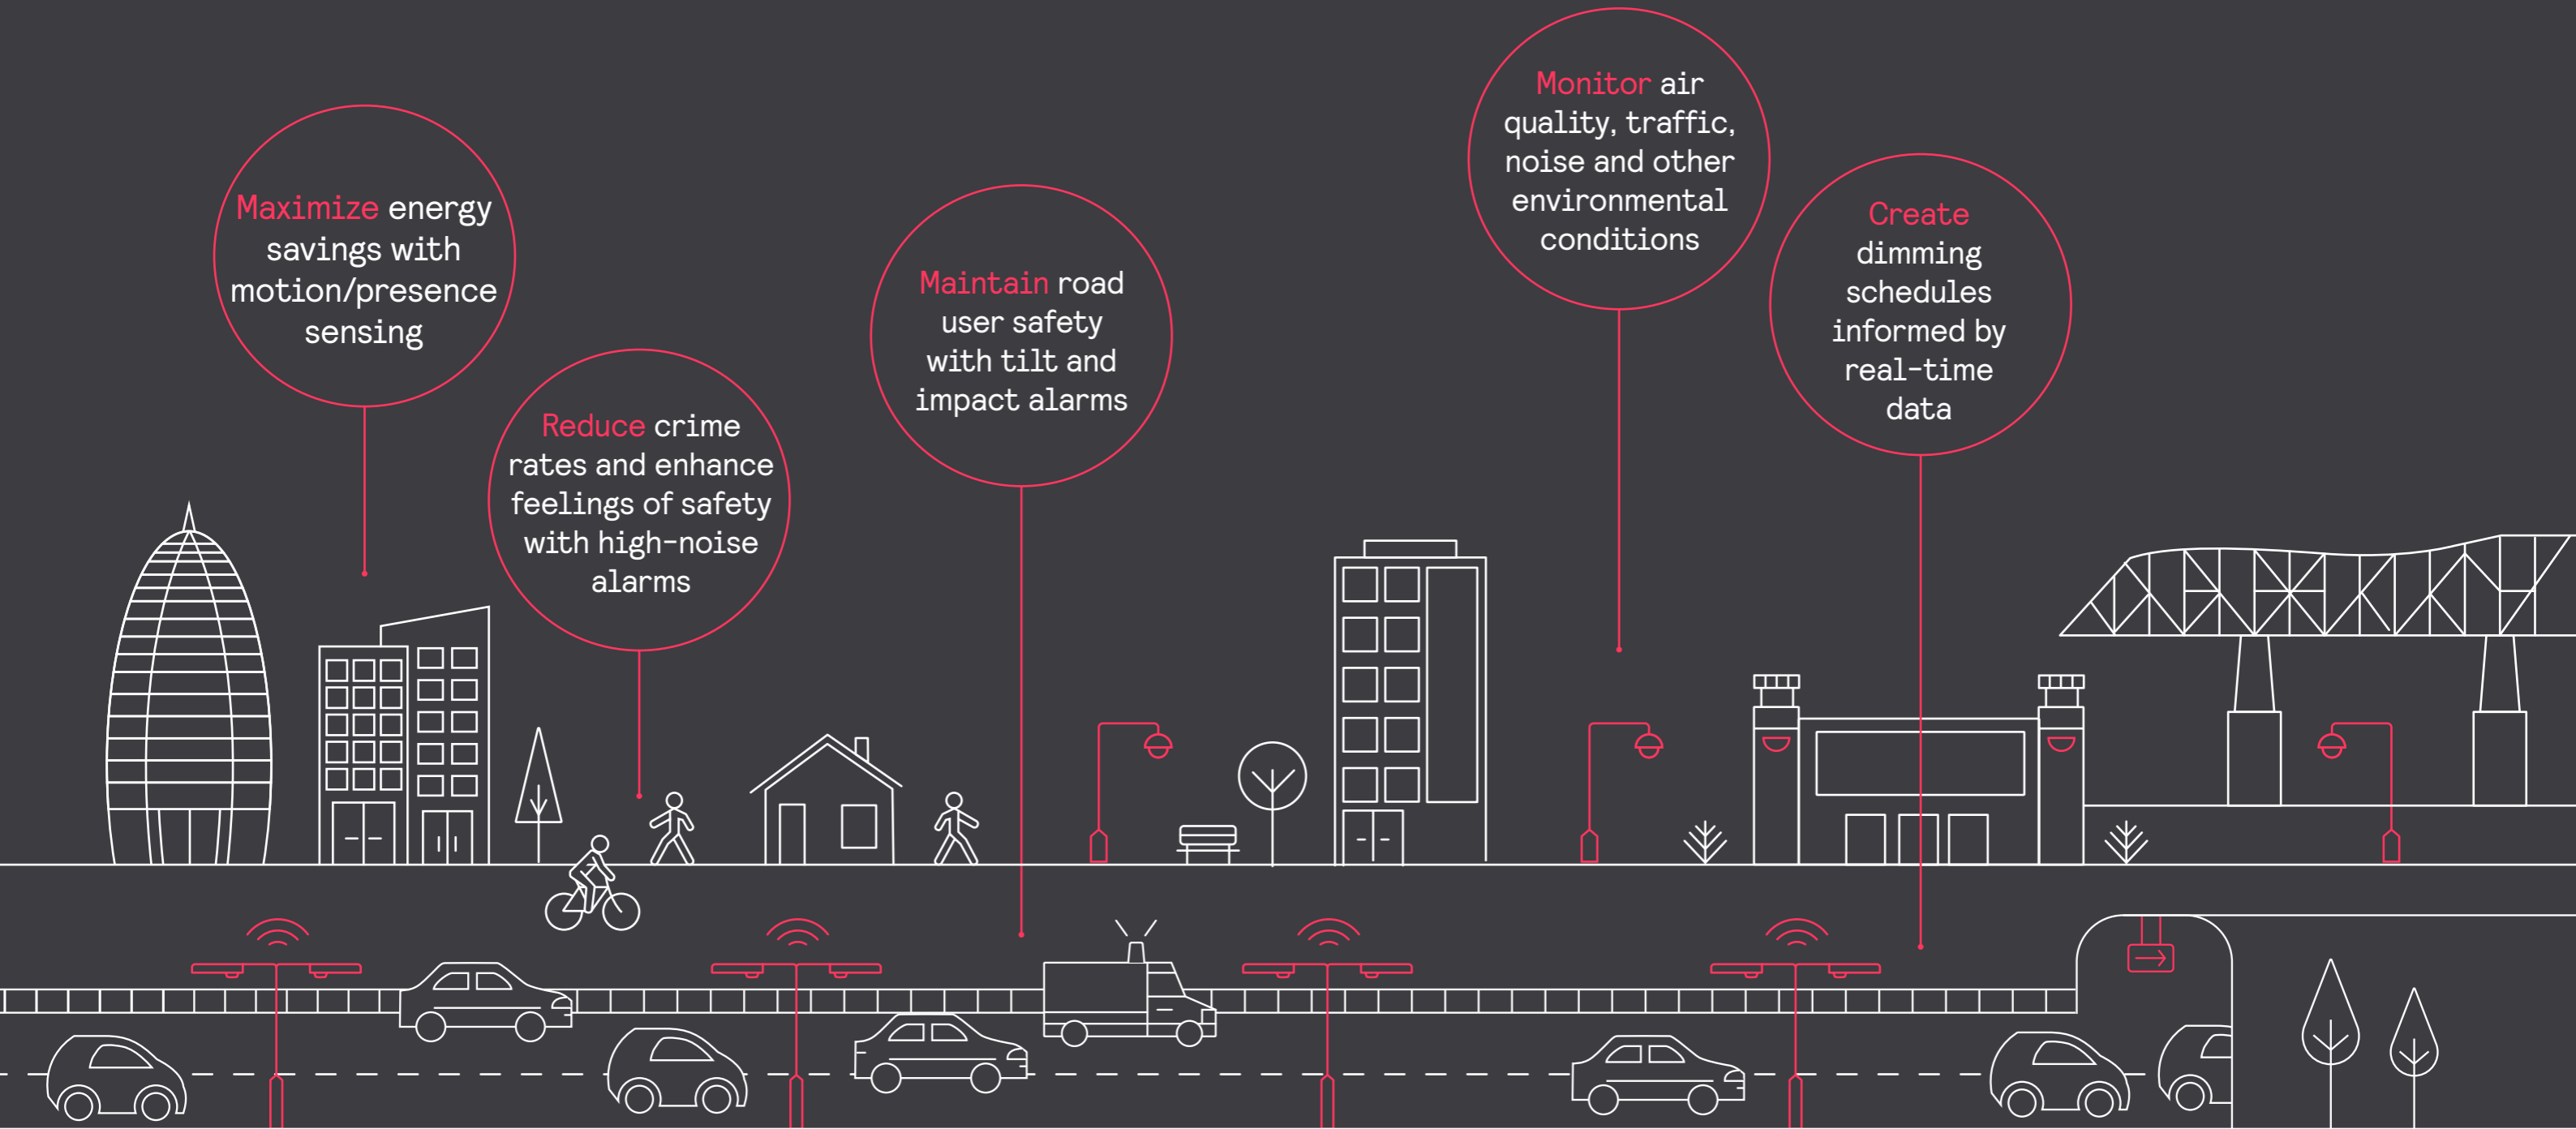 Maximize energy
savings with
motion/presence
sensing
Reduce crime
rates and enhance
feelings of safety
with high-noise
alarms
Maintain road
user safety
with tilt and
impact alarms
Monitor air
quality, traffic,
noise and other
environmental
conditions
Create
dimming
schedules
informed by
real-time
data